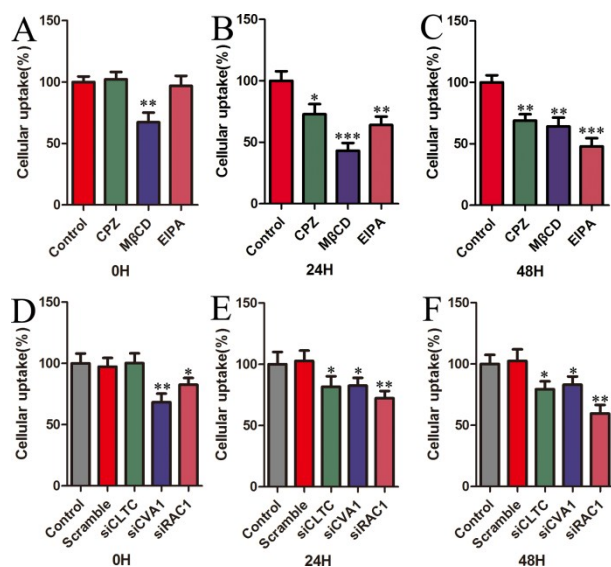 A
Cellular uptake(%)
150
100
50
0
**
Control
CPZ
MβCD
EIPA
0H
B
Cellular uptake(%)
150
100
50
0
*
***
**
Control
CPZ
MβCD
EIPA
24H
C
Cellular uptake(%)
150
100
50
0
**
**
***
Control
CPZ
MβCD
EIPA
48H
D
Cellular uptake(%)
150
100
50
0
**
*
Control
Scramble
siCLTC
siCVA1
siRAC1
0H
E
Cellular uptake(%)
150
100
50
0
*
*
**
Control
Scramble
siCLTC
siCVA1
siRAC1
24H
F
Cellular uptake(%)
150
100
50
0
*
*
**
Control
Scramble
siCLTC
siCVA1
siRAC1
48H